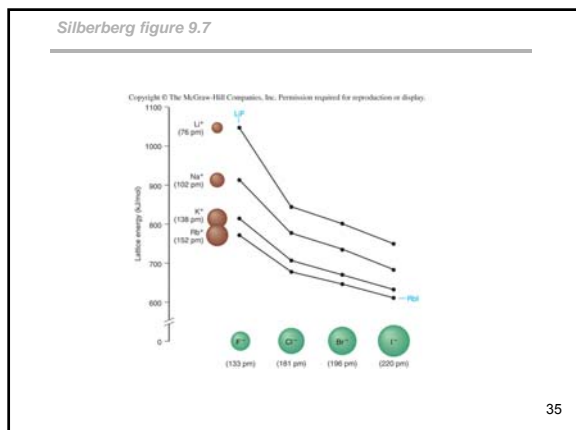 Silberberg figure 9.7
Copyright © The McGraw-Hill Companies, Inc. Permission required for reproduction or display.
1100
LiF
Li⁺
(76 pm)
1000
Na⁺
(102 pm)
900
K⁺
(138 pm)
800
Rb⁺
(152 pm)
Lattice energy (kJ/mol)
700
600
RbI
0
F⁻ Cl⁻ Br⁻ I⁻
(133 pm) (181 pm) (196 pm) (220 pm)
35